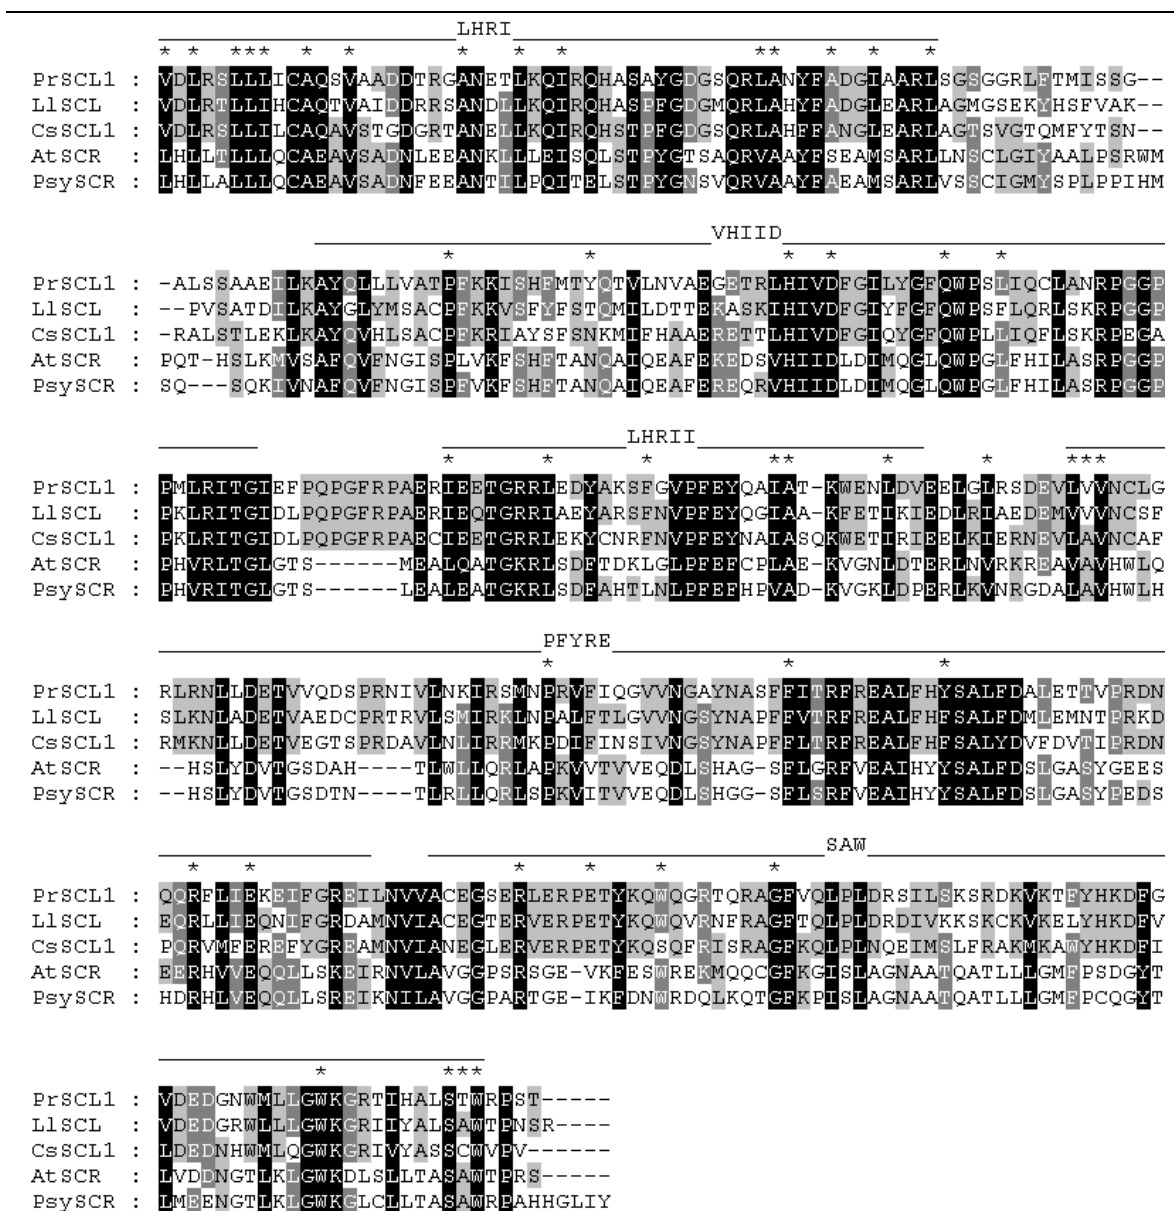 LHRI
* * *** * * * * * ** * * *
PrSCL1 : VDLRSLLLICAQSVAADDTRGANETLKQIRQHASAYGDGSQRLANYFADGIAARLSGSGGRLFTMISSG--
LlSCL : VDLRTLLIHCAQTVAIDDRRSANDLLKQIRQHASPFGDGMQRLAHYFADGLEARLAGMGSEKYHSFVAK--
CsSCL1 : VDLRSLLILCAQAVSTGDGRTANELLKQIRQHSTPFGDGSQRLAHFFANGLEARLAGTSVGTQMFYTSN--
AtSCR : LHLLTLLLQCAEAVSADNLEEANKLLLEISQLSTPYGTSAQRVAAYFSEAMSARLLNSCLGIYAALPSRWM
PsySCR : LHLLALLLQCAEAVSADNFEEANTILPQITELSTPYGNSVQRVAAYFAEAMSARLVSSCIGMYSPLPPIHM
VHIID
* * * * * *
PrSCL1 : -ALSSAAEILKAYQLLLVATPFKKISHFMTYQTVLNVAEGETRLHIVDFGILYGFQWPSLIQCLANRPGGP
LlSCL : --PVSATDILKAYGLYMSACPFKKVSFYFSTQMILDTTEKASKIHIVDFGIYFGFQWPSFLQRLSKRPGGP
CsSCL1 : -RALSTLEKLKAYQVHLSACPFKRIAYSFSNKMIFHAAERETTLHIVDFGIQYGFQWPLLIQFLSKRPEGA
AtSCR : PQT-HSLKMVSAFQVFNGISPLVKFSHFTANQAIQEAFEKEDSVHIIDLDIMQGLQWPGLFHILASRPGGP
PsySCR : SQ---SQKIVNAFQVFNGISPFVKFSHFTANQAIQEAFEREQRVHIIDLDIMQGLQWPGLFHILASRPGGP
LHRII
* * * ** * * ***
PrSCL1 : PMLRITGIEFPQPGFRPAERIEETGRRLEDYAKSFGVPFEYQAIAT-KWENLDVEELGLRSDEVLVVNCLG
LlSCL : PKLRITGIDLPQPGFRPAERIEQTGRRIAEYARSFNVPFEYQGIAA-KFETIKIEDLRIAEDEMVVVNCSF
CsSCL1 : PKLRITGIDLPQPGFRPAECIEETGRRLEKYCNRFNVPFEYNAIASQKWETIRIEELKIERNEVLAVNCAF
AtSCR : PHVRLTGLGTS------MEALQATGKRLSDFTDKLGLPFEFCPLAE-KVGNLDTERLNVRKREAVAVHWLQ
PsySCR : PHVRITGLGTS------LEALEATGKRLSDFAHTLNLPFEFHPVAD-KVGKLDPERLKVNRGDALAVHWLH
PFYRE
* * *
PrSCL1 : RLRNLLDETVVQDSPRNIVLNKIRSMNPRVFIQGVVNGAYNASFFITRFREALFHYSALFDALETTVPRDN
LlSCL : SLKNLADETVAEDCPRTRVLSMIRKLNPALFTLGVVNGSYNAPFFVTRFREALFHFSALFDMLEMNTPRKD
CsSCL1 : RMKNLLDETVEGTSPRDAVLNLIRRMKPDIFINSIVNGSYNAPFFLTRFREALFHFSALYDVFDVTIPRDN
AtSCR : --HSLYDVTGSDAH----TLWLLQRLAPKVVTVVEQDLSHAG-SFLGRFVEAIHYYSALFDSLGASYGEES
PsySCR : --HSLYDVTGSDTN----TLRLLQRLSPKVITVVEQDLSHGG-SFLSRFVEAIHYYSALFDSLGASYPEDS
SAW
* * * * * *
PrSCL1 : QQRFLIEKEIFGREILNVVACEGSERLERPETYKQWQGRTQRAGFVQLPLDRSILSKSRDKVKTFYHKDFG
LlSCL : EQRLLIEQNIFGRDAMNVIACEGTERVERPETYKQWQVRNFRAGFTQLPLDRDIVKKSKCKVKELYHKDFV
CsSCL1 : PQRVMFEREFYGREAMNVIANEGLERVERPETYKQSQFRISRAGFKQLPLNQEIMSLFRAKMKAWYHKDFI
AtSCR : EERHVVEQQLLSKEIRNVLAVGGPSRSGE-VKFESWREKMQQCGFKGISLAGNAATQATLLLGMFPSDGYT
PsySCR : HDRHLVEQQLLSREIKNILAVGGPARTGE-IKFDNWRDQLKQTGFKPISLAGNAATQATLLLGMFPCQGYT
* ***
PrSCL1 : VDEDGNWMLLGWKGRTIHALSTWRPST-----
LlSCL : VDEDGRWLLLGWKGRIIYALSAWTPNSR----
CsSCL1 : LDEDNHWMLQGWKGRIVYASSCWVPV------
AtSCR : LVDDNGTLKLGWKDLSLLTASAWTPRS-----
PsySCR : LMEENGTLKLGWKGLCLLTASAWRPAHHGLIY